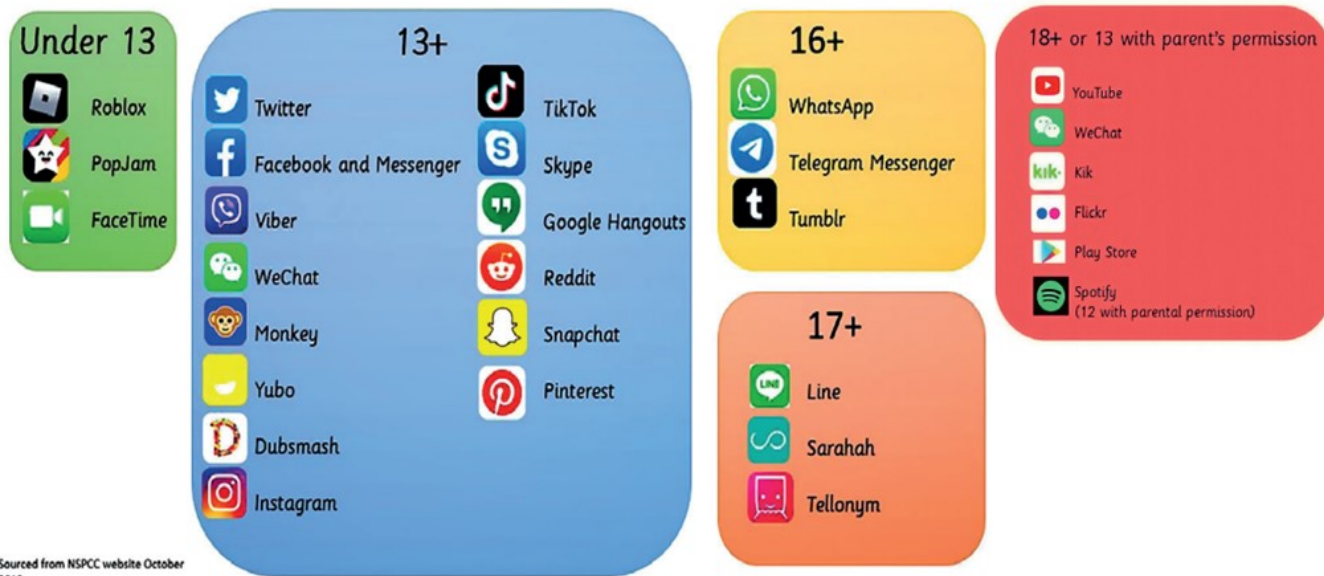 Under 13
Roblox
PopJam
FaceTime
13+
Twitter
Facebook and Messenger
Viber
WeChat
Monkey
Yubo
Dubsmash
Instagram
TikTok
Skype
Google Hangouts
Reddit
Snapchat
Pinterest
16+
WhatsApp
Telegram Messenger
t
Tumblr
17+
LINE
Line
Sarahah
Tellonym
18+ or 13 with parent's permission
YouTube
WeChat
kik.
Kik
Flickr
Play Store
Spotify
(12 with parental permission)
Sourced from NSPCC website October